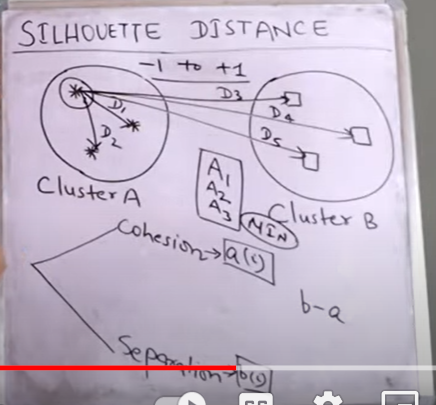 SILHOUETTE DISTANCE
-1 to +1
D3
D1
D4
D2
D5
A1
A2
A3
Cluster A
MIN
Cluster B
Cohesion → a(i)
b-a
Separation → b(i)